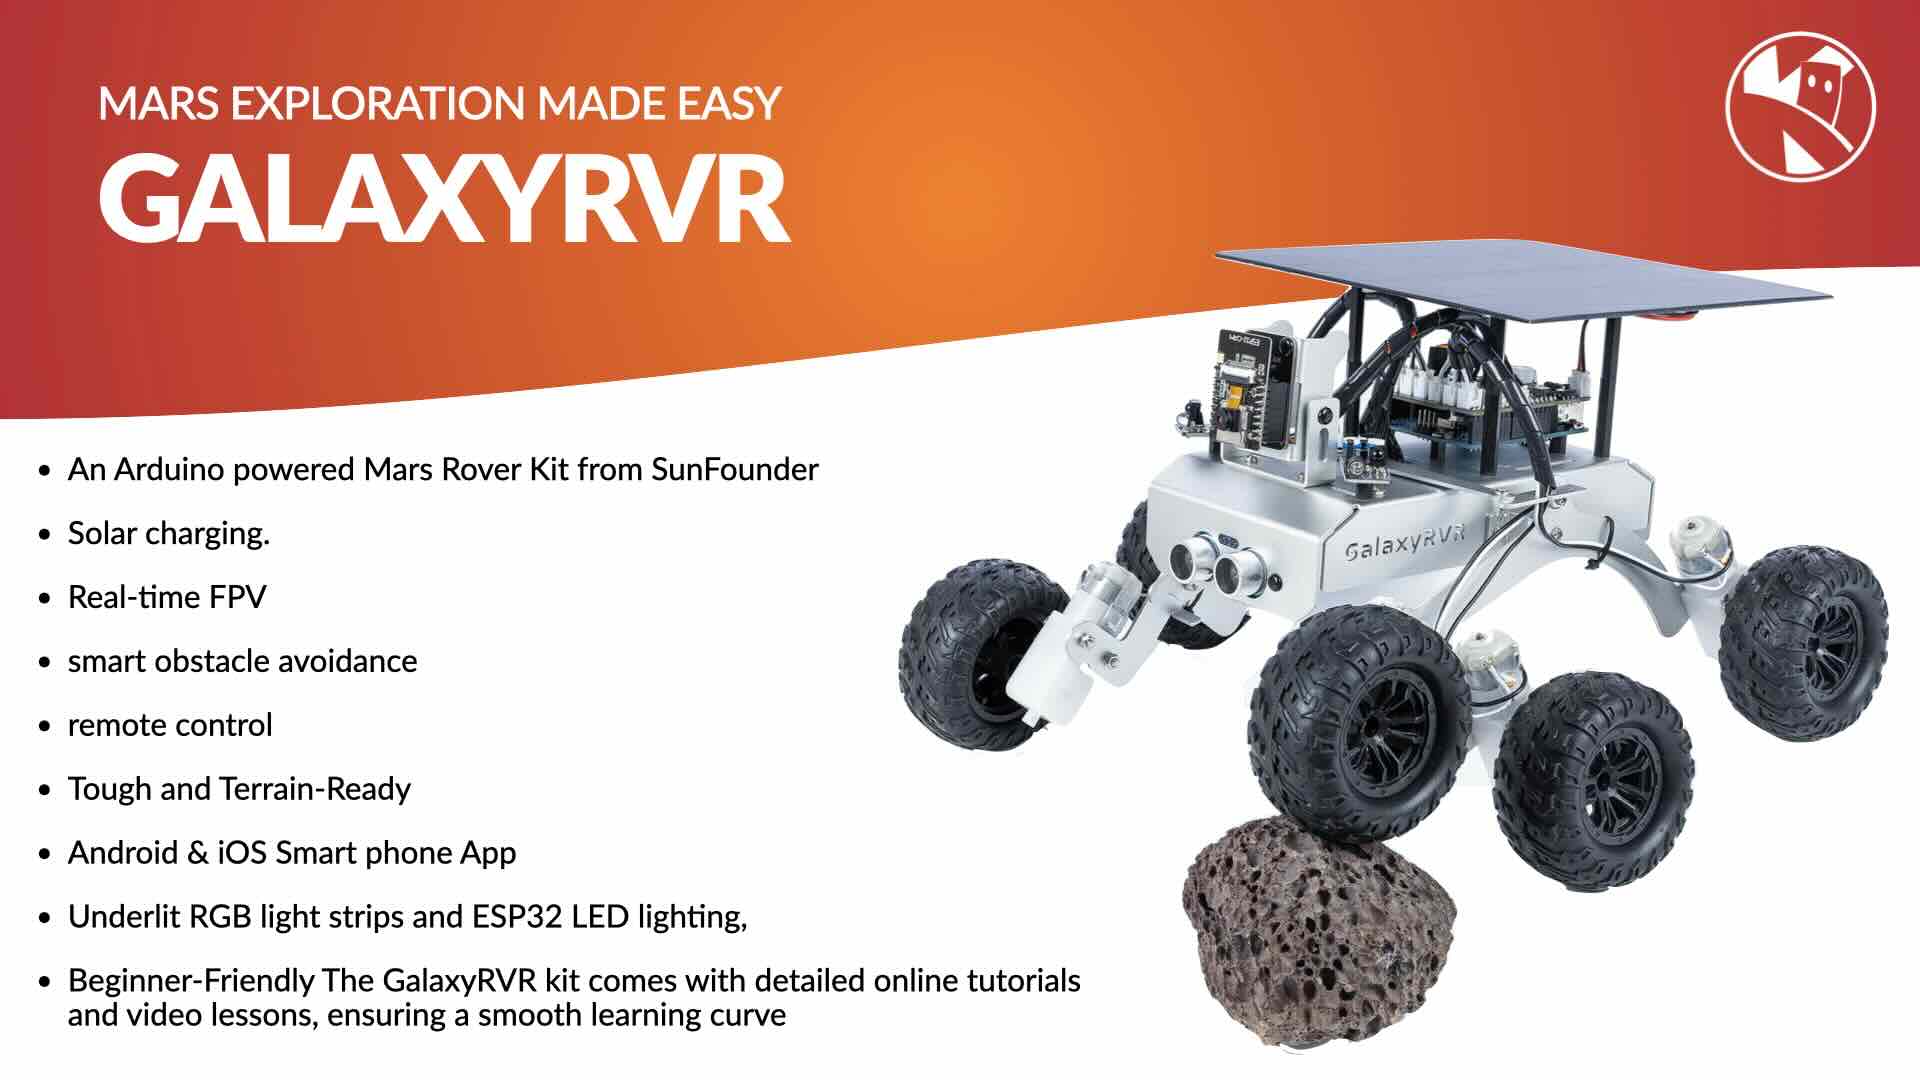 MARS EXPLORATION MADE EASY
GALAXYRVR
• An Arduino powered Mars Rover Kit from SunFounder
• Solar charging.
• Real-time FPV
• smart obstacle avoidance
• remote control
• Tough and Terrain-Ready
• Android & iOS Smart phone App
• Underlit RGB light strips and ESP32 LED lighting,
• Beginner-Friendly The GalaxyRVR kit comes with detailed online tutorials
and video lessons, ensuring a smooth learning curve
ESP32-CAM
GalaxyRVR